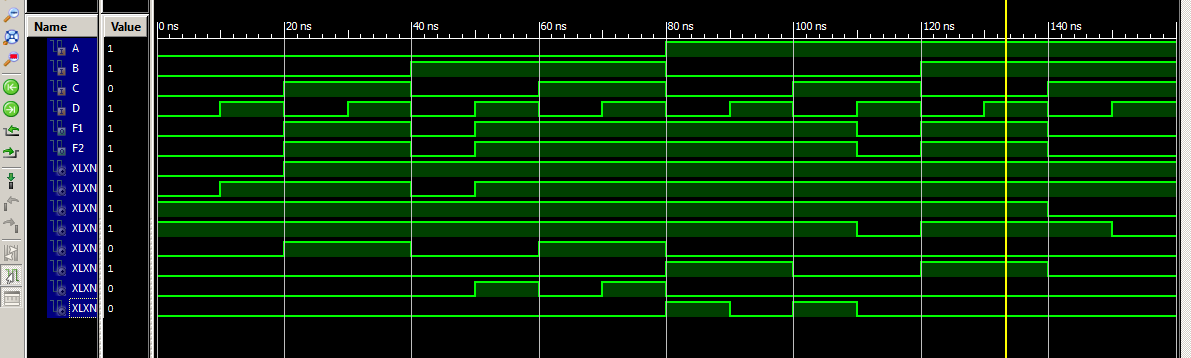 Name Value
0 ns 20 ns 40 ns 60 ns 80 ns 100 ns 120 ns 140 ns
A 1
B 1
C 0
D 1
F1 1
F2 1
XLXN 1
XLXN 1
XLXN 1
XLXN 1
XLXN 0
XLXN 1
XLXN 0
XLXN 0